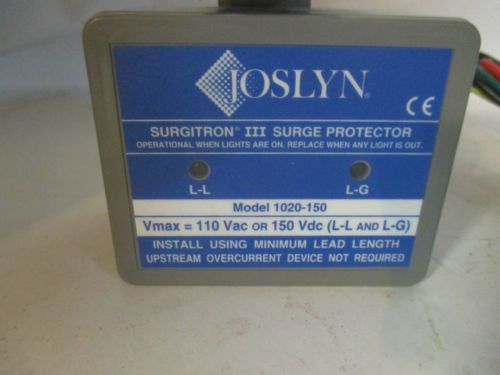 JOSLYN®
CE
SURGITRON™ III SURGE PROTECTOR
OPERATIONAL WHEN LIGHTS ARE ON. REPLACE WHEN ANY LIGHT IS OUT.
L-L L-G
Model 1020-150
Vmax = 110 Vac OR 150 Vdc (L-L AND L-G)
INSTALL USING MINIMUM LEAD LENGTH
UPSTREAM OVERCURRENT DEVICE NOT REQUIRED